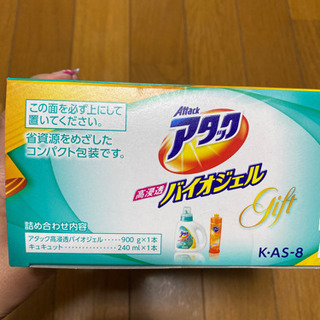 この面を必ず上にして
置いてください。
省資源をめざした
コンパクト包装です。
Attack
アタック
高浸透
バイオジェル
Gift
詰め合わせ内容
アタック高浸透バイオジェル・・・・・900 g×1本
キュキュット・・・・・・・・・・・・・・・・240 ml×1本
K・AS-8